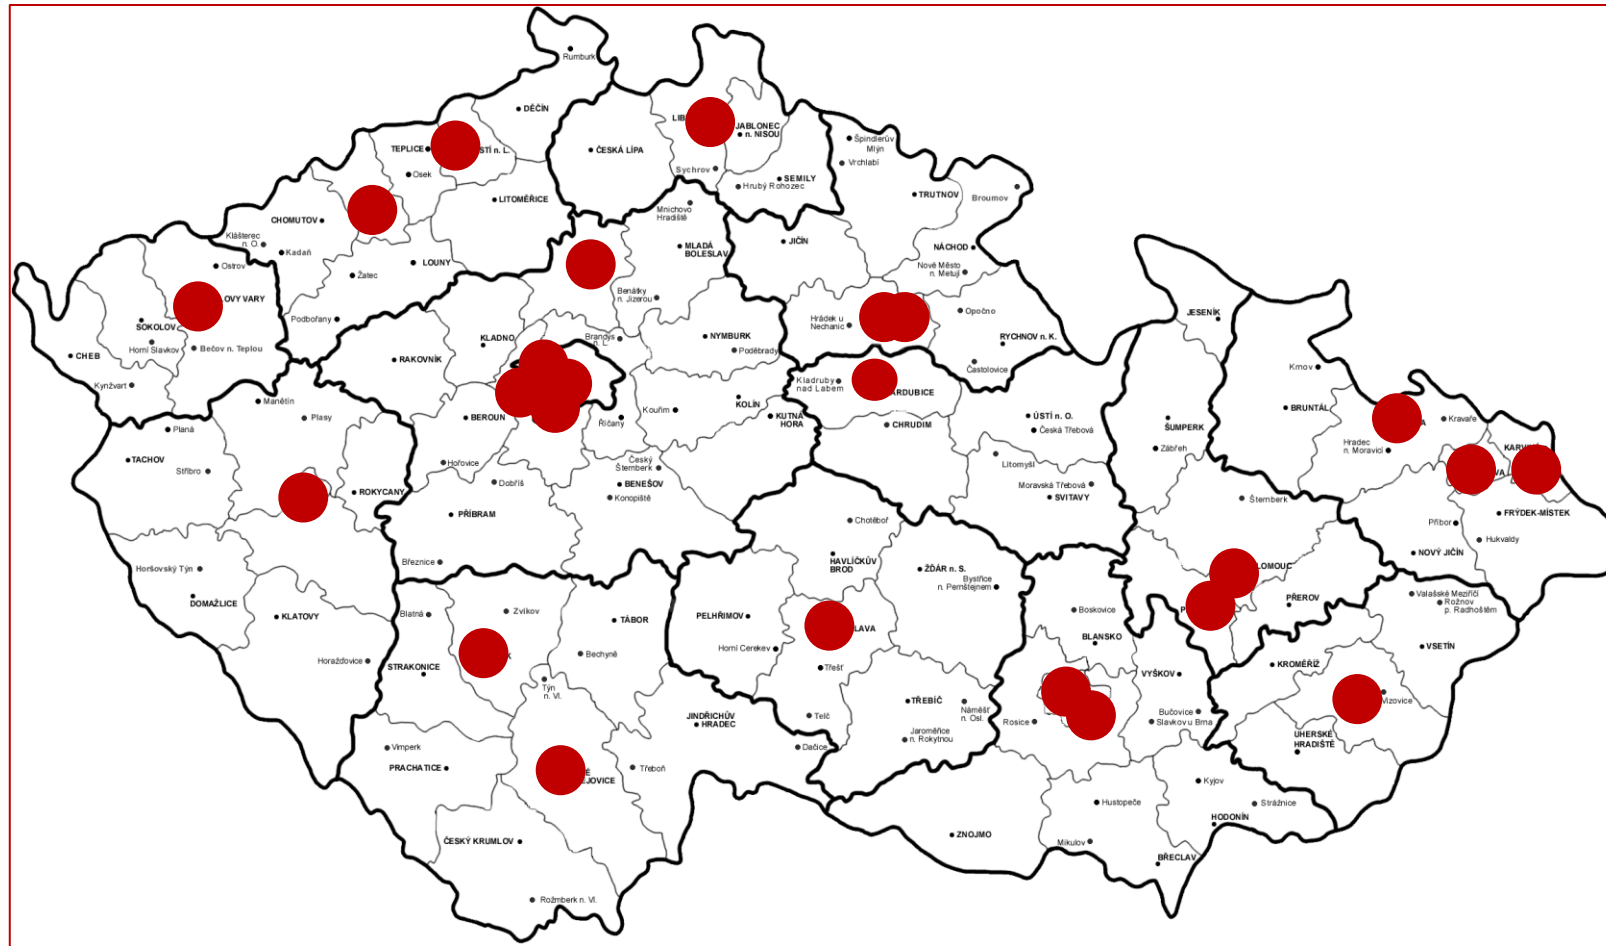 Rumburk
DĚČÍN
TEPLICE
STÍ n. L.
Osek
ČESKÁ LÍPA
LIB
JABLONEC
n. NISOU
Sychrov
SEMILY
Hrubý Rohozec
Špindlerův
Mlýn
Vrchlabí
TRUTNOV
Broumov
LITOMĚŘICE
CHOMUTOV
Klášterec
n. O.
Kadaň
LOUNY
Žatec
Podbořany
Mnichovo
Hradiště
MLADÁ
BOLESLAV
Benátky
n. Jizerou
JIČÍN
NÁCHOD
Nové Město
n. Metují
Ostrov
OVY VARY
SOKOLOV
Horní Slavkov
CHEB
Bečov n. Teplou
Kynžvart
Hrádek u
Nechanic
Opočno
RYCHNOV n. K.
Častolovice
JESENÍK
KLADNO
RAKOVNÍK
Brandýs
n. L.
NYMBURK
Poděbrady
Kladruby
nad Labem
ARDUBICE
CHRUDIM
Krnov
BRUNTÁL
Manětín
Plasy
BEROUN
Říčany
Kouřim
KOLÍN
KUTNÁ
HORA
ÚSTÍ n. O.
Česká Třebová
ŠUMPERK
Zábřeh
A
Kravaře
Hradec
n. Moravicí
KARVINÁ
VA
Planá
TACHOV
Stříbro
ROKYCANY
Hořovice
Dobříš
Český
Šternberk
BENEŠOV
Konopiště
Litomyšl
Moravská Třebová
SVITAVY
Šternberk
FRÝDEK-MÍSTEK
Příbor
Hukvaldy
NOVÝ JIČÍN
PŘÍBRAM
Březnice
Chotěboř
HAVLÍČKŮV
BROD
ŽĎÁR n. S.
Bystřice
n. Pernštejnem
LOMOUC
P
PŘEROV
Valašské Meziříčí
Rožnov
p. Radhoštěm
Horšovský Týn
DOMAŽLICE
KLATOVY
Horažďovice
Blatná
Zvíkov
K
STRAKONICE
TÁBOR
Bechyně
Týn
n. Vl.
PELHŘIMOV
Horní Cerekev
LAVA
Třešť
Telč
Boskovice
BLANSKO
VYŠKOV
Bučovice
Slavkov u Brna
Rosice
KROMĚŘÍŽ
VSETÍN
Vizovice
UHERSKÉ
HRADIŠTĚ
TŘEBÍČ
Náměšť
n. Osl.
Jaroměřice
n. Rokytnou
JINDŘICHŮV
HRADEC
Dačice
Vimperk
PRACHATICE
É
JOVICE
Třeboň
Kyjov
Strážnice
HODONÍN
Hustopeče
Mikulov
BŘECLAV
ZNOJMO
ČESKÝ KRUMLOV
Rožmberk n. Vl.